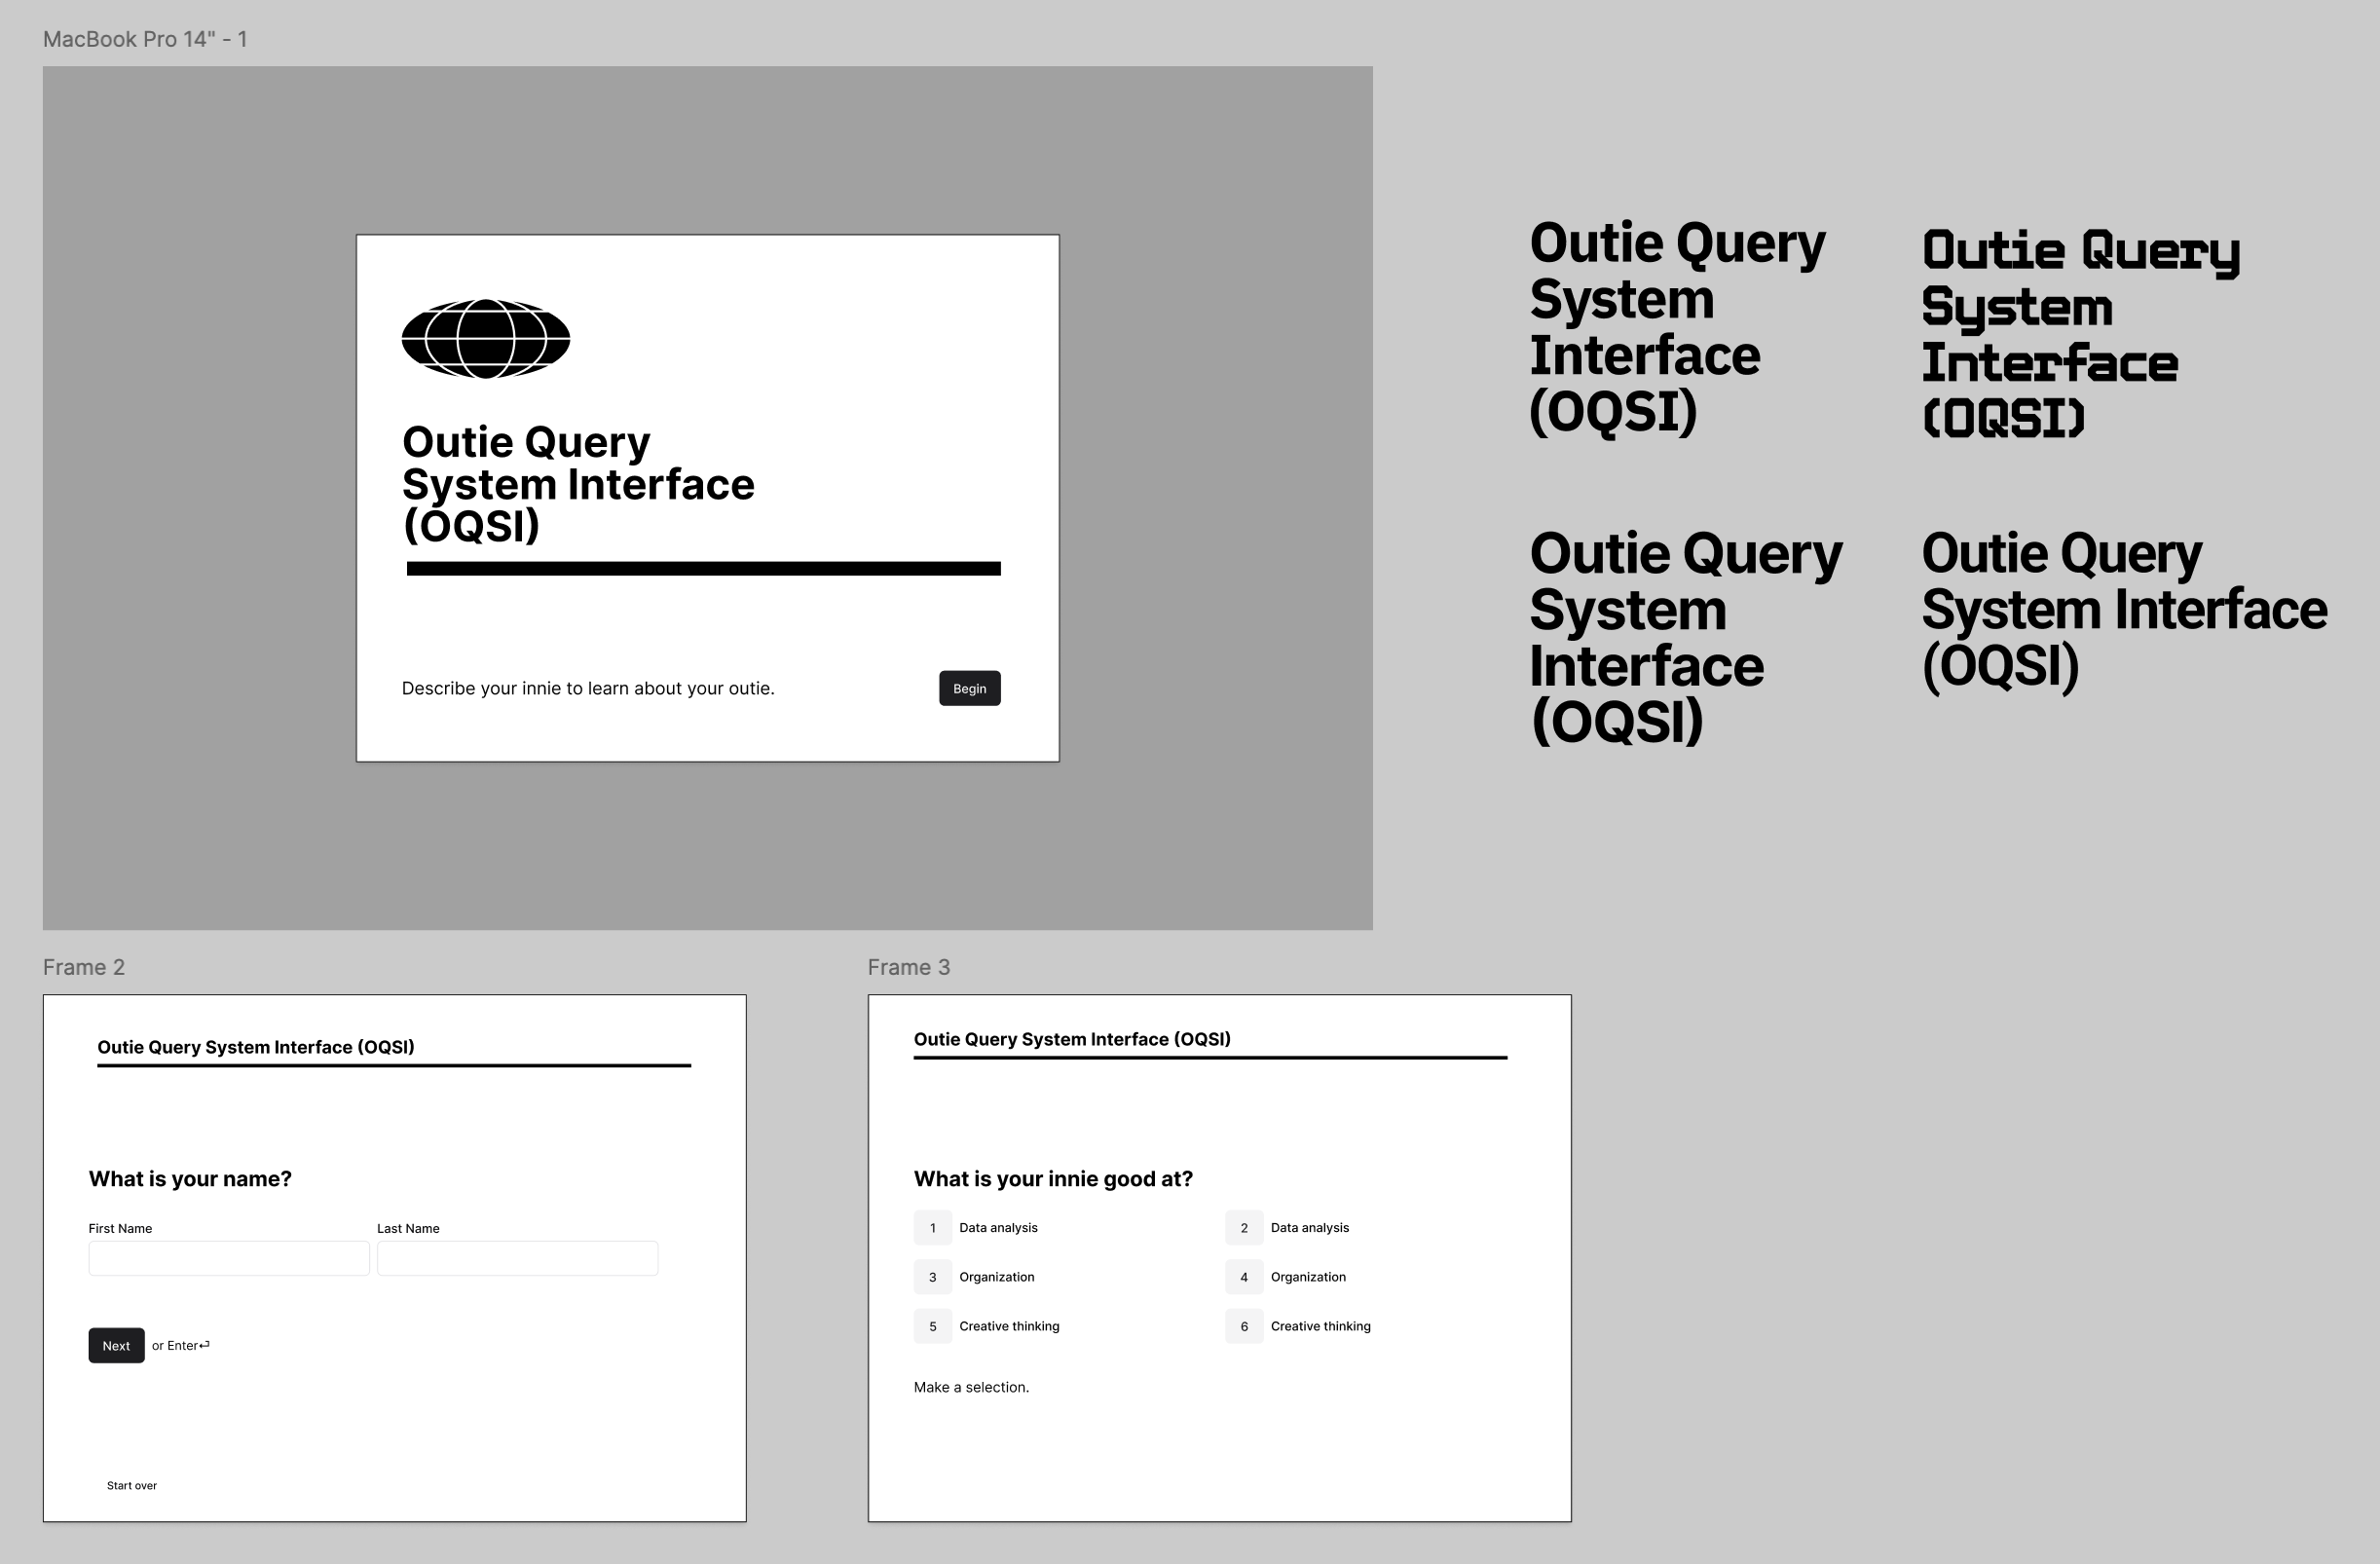 MacBook Pro 14" - 1
Outie Query
System Interface
(OQSI)
Describe your innie to learn about your outie.
Begin
Outie Query
System
Interface
(OQSI)
Outie Query
System
Interface
(OQSI)
Outie Query
System
Interface
(OQSI)
Outie Query
System Interface
(OQSI)
Frame 2
Outie Query System Interface (OQSI)
What is your name?
First Name
Last Name
Next
or Enter⏎
Start over
Frame 3
Outie Query System Interface (OQSI)
What is your innie good at?
1 Data analysis
2 Data analysis
3 Organization
4 Organization
5 Creative thinking
6 Creative thinking
Make a selection.